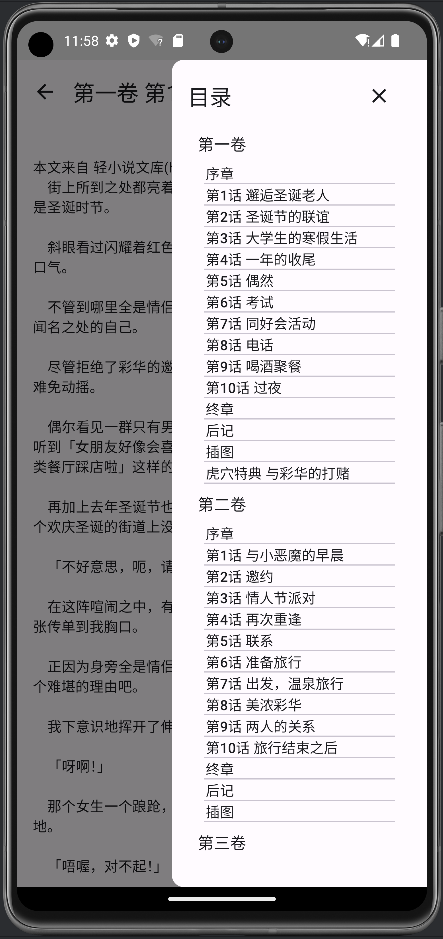 11:58
第一卷 第1
目录
本文来自 轻小说文库(
街上所到之处都亮着
是圣诞时节。
斜眼看过闪耀着红色
口气。
不管到哪里全是情侣
闻名之处的自己。
尽管拒绝了彩华的邀
难免动摇。
偶尔看见一群只有男
听到「女朋友好像会喜
类餐厅踩店啦」这样的
再加上去年圣诞节也
个欢庆圣诞的街道上没
「不好意思，呃，请
在这阵喧闹之中，有
张传单到我胸口。
正因为身旁全是情侣
个难堪的理由吧。
我下意识地挥开了伸
「呀啊！」
那个女生一个踉跄，
地。
「唔喔，对不起！」
第一卷
序章
第1话 邂逅圣诞老人
第2话 圣诞节的联谊
第3话 大学生的寒假生活
第4话 一年的收尾
第5话 偶然
第6话 考试
第7话 同好会活动
第8话 电话
第9话 喝酒聚餐
第10话 过夜
终章
后记
插图
虎穴特典 与彩华的打赌
第二卷
序章
第1话 与小恶魔的早晨
第2话 邀约
第3话 情人节派对
第4话 再次重逢
第5话 联系
第6话 准备旅行
第7话 出发，温泉旅行
第8话 美浓彩华
第9话 两人的关系
第10话 旅行结束之后
终章
后记
插图
第三卷